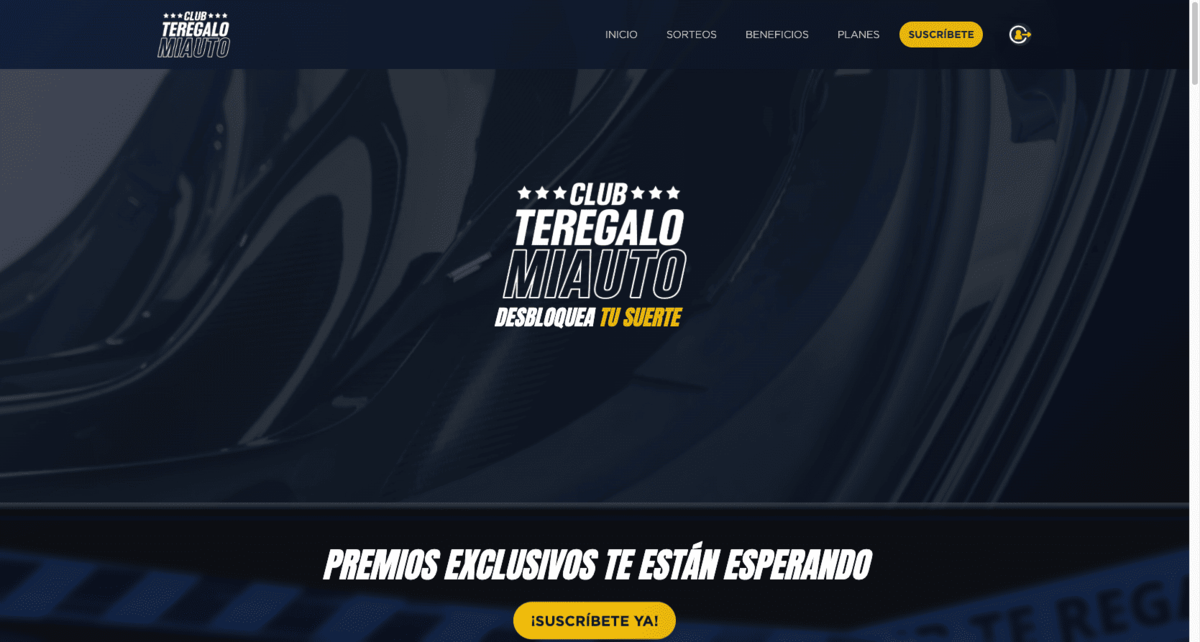 CLUB
TEREGALO
MIAUTO
INICIO
SORTEOS
BENEFICIOS
PLANES
SUSCRÍBETE
CLUB
TEREGALO
MIAUTO
DESBLOQUEA TU SUERTE
PREMIOS EXCLUSIVOS TE ESTÁN ESPERANDO
¡SUSCRÍBETE YA!
TE REGA